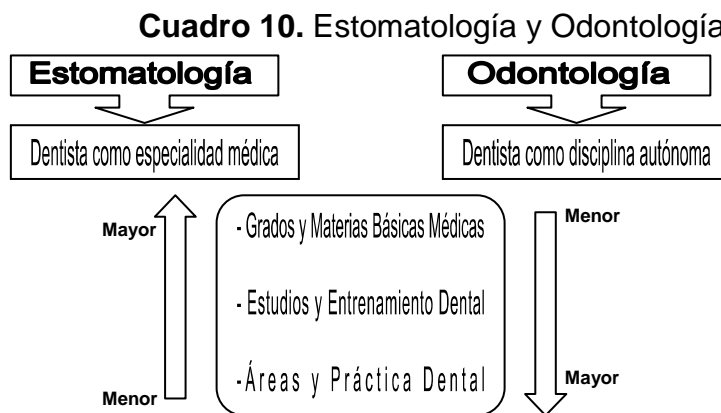 Cuadro 10. Estomatología y Odontología
Estomatología
Odontología
Dentista como especialidad médica
Dentista como disciplina autónoma
Mayor
- Grados y Materias Básicas Médicas
Menor
- Estudios y Entrenamiento Dental
-Áreas y Práctica Dental
Menor
Mayor